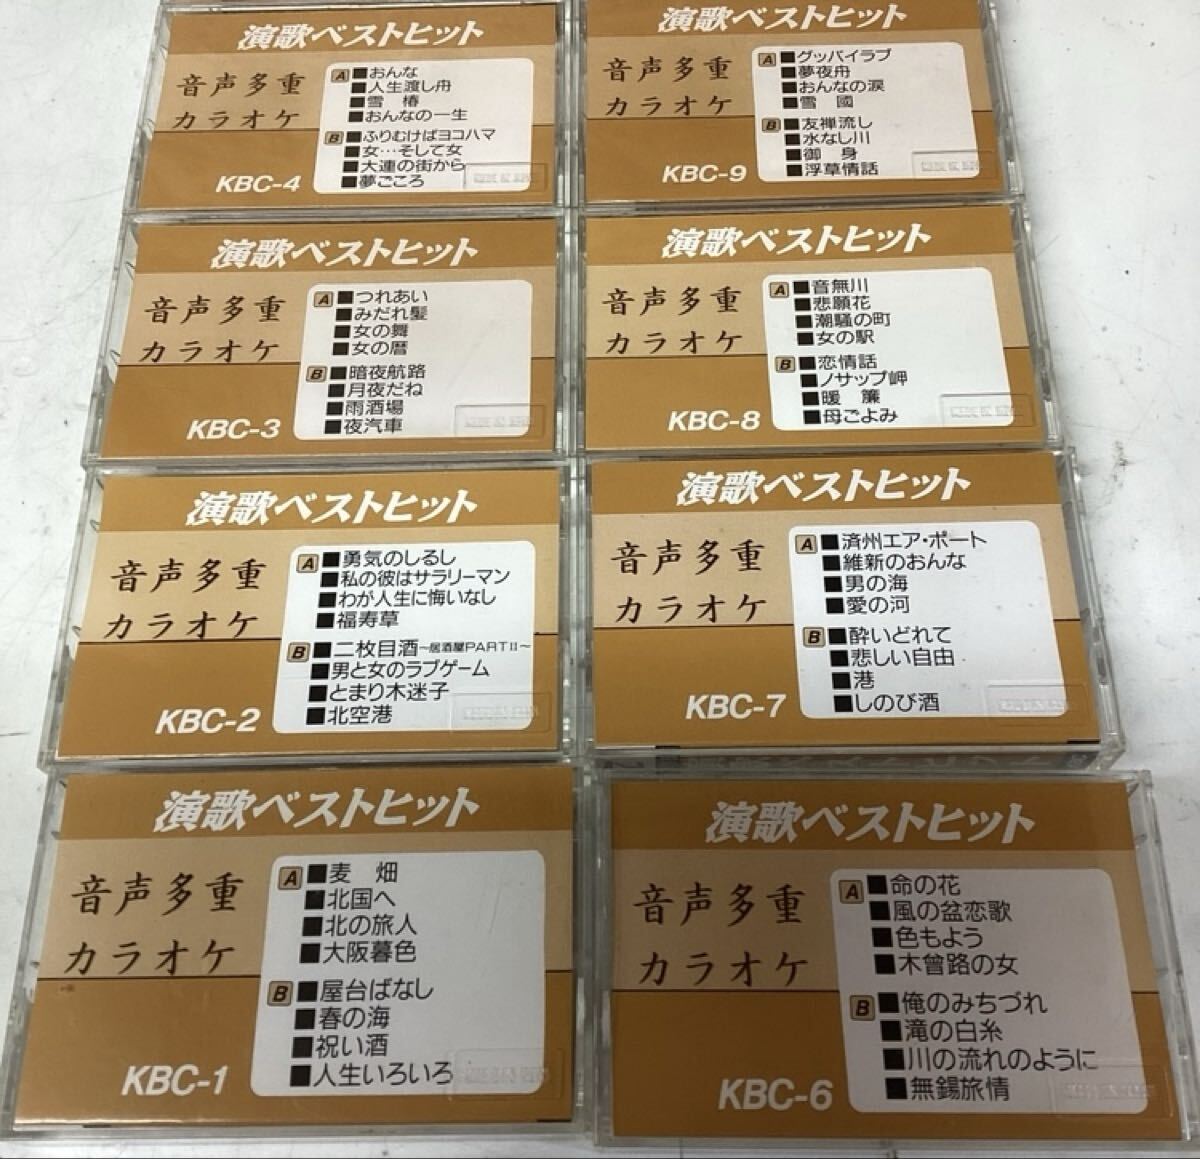 演歌ベストヒット
音声多重
カラオケ
KBC-4
A ■おんな
■人生渡し舟
■雪　椿
■おんなの一生
B ■ふりむけばヨコハマ
■女…そして女
■大連の街から
■夢ごころ
演歌ベストヒット
音声多重
カラオケ
KBC-9
A ■グッバイラブ
■夢夜舟
■おんなの涙
■雪　國
B ■友禅流し
■水なし川
■御　身
■浮草情話
演歌ベストヒット
音声多重
カラオケ
KBC-3
A ■つれあい
■みだれ髪
■女の舞
■女の暦
B ■暗夜航路
■月夜だね
■雨酒場
■夜汽車
演歌ベストヒット
音声多重
カラオケ
KBC-8
A ■音無川
■悲願花
■潮騒の町
■女の駅
B ■恋情話
■ノサップ岬
■暖　簾
■母ごよみ
演歌ベストヒット
音声多重
カラオケ
KBC-2
A ■勇気のしるし
■私の彼はサラリーマン
■わが人生に悔いなし
■福寿草
B ■二枚目酒〜居酒屋PARTⅡ〜
■男と女のラブゲーム
■とまり木迷子
■北空港
演歌ベストヒット
音声多重
カラオケ
KBC-7
A ■済州エア・ポート
■維新のおんな
■男の海
■愛の河
B ■酔いどれて
■悲しい自由
■港
■しのび酒
演歌ベストヒット
音声多重
カラオケ
KBC-1
A ■麦　畑
■北国へ
■北の旅人
■大阪暮色
B ■屋台ばなし
■春の海
■祝い酒
■人生いろいろ
演歌ベストヒット
音声多重
カラオケ
KBC-6
A ■命の花
■風の盆恋歌
■色もよう
■木曽路の女
B ■俺のみちづれ
■滝の白糸
■川の流れのように
■無錫旅情